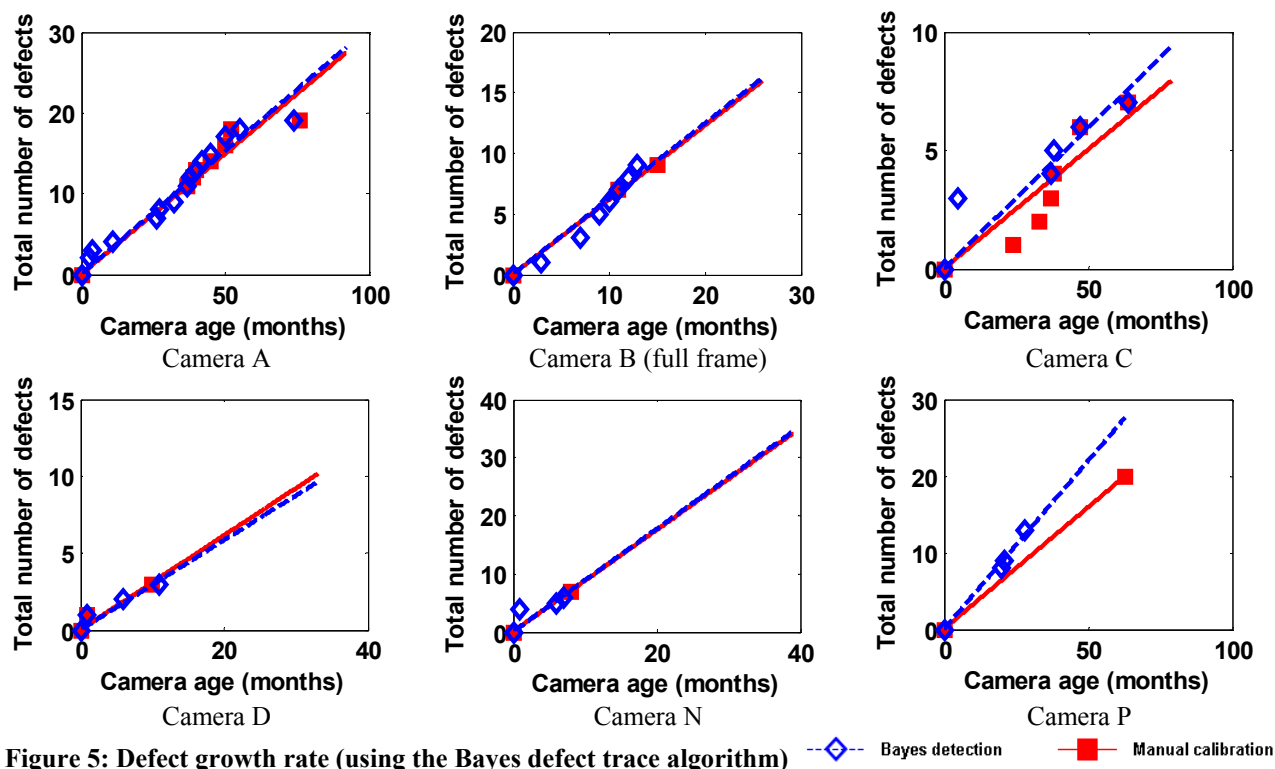 Total number of defects
30
20
10
0
0
50
100
Camera age (months)
Camera A
Total number of defects
20
15
10
5
0
0
10
20
30
Camera age (months)
Camera B (full frame)
Total number of defects
10
5
0
0
50
100
Camera age (months)
Camera C
Total number of defects
15
10
5
0
0
20
40
Camera age (months)
Camera D
Total number of defects
40
30
20
10
0
0
20
40
Camera age (months)
Camera N
Total number of defects
30
20
10
0
0
50
100
Camera age (months)
Camera P
Figure 5: Defect growth rate (using the Bayes defect trace algorithm)
Bayes detection
Manual calibration